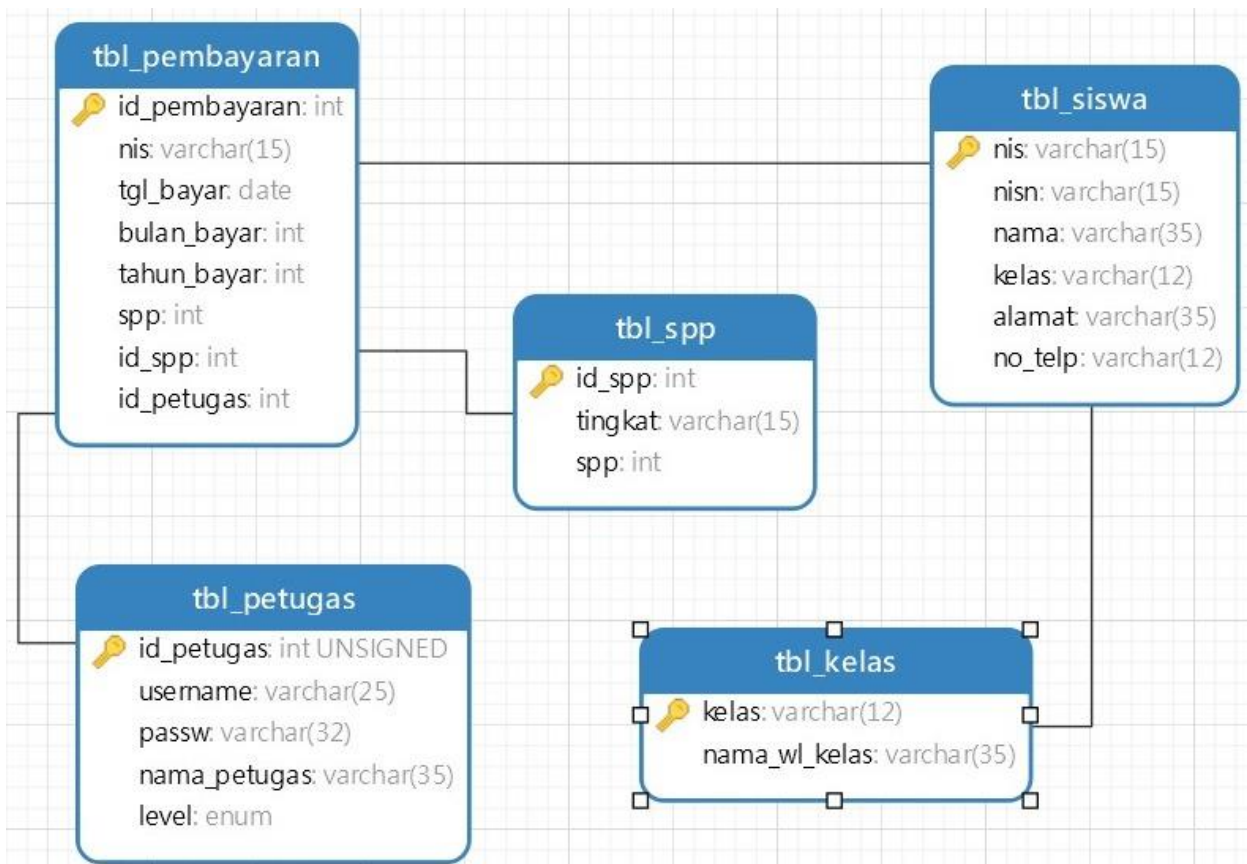 tbl_pembayaran
id_pembayaran: int
nis: varchar(15)
tgl_bayar: date
bulan_bayar: int
tahun_bayar: int
spp: int
id_spp: int
id_petugas: int
tbl_siswa
nis: varchar(15)
nisn: varchar(15)
nama: varchar(35)
kelas: varchar(12)
alamat: varchar(35)
no_telp: varchar(12)
tbl_spp
id_spp: int
tingkat: varchar(15)
spp: int
tbl_petugas
id_petugas: int UNSIGNED
username: varchar(25)
passw: varchar(32)
nama_petugas: varchar(35)
level: enum
tbl_kelas
kelas: varchar(12)
nama_wl_kelas: varchar(35)